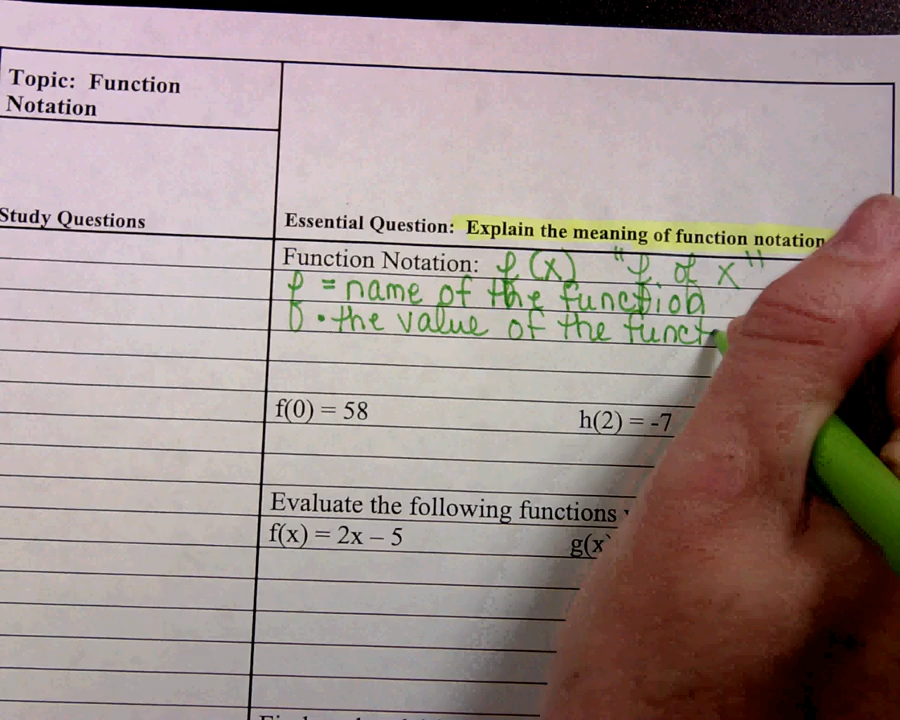 Topic: Function
Notation
Study Questions
Essential Question: Explain the meaning of function notation
Function Notation: f(x) "f of x"
f = name of the function
• the value of the funct
f(0) = 58 h(2) = -7
Evaluate the following functions
f(x) = 2x – 5 g(x